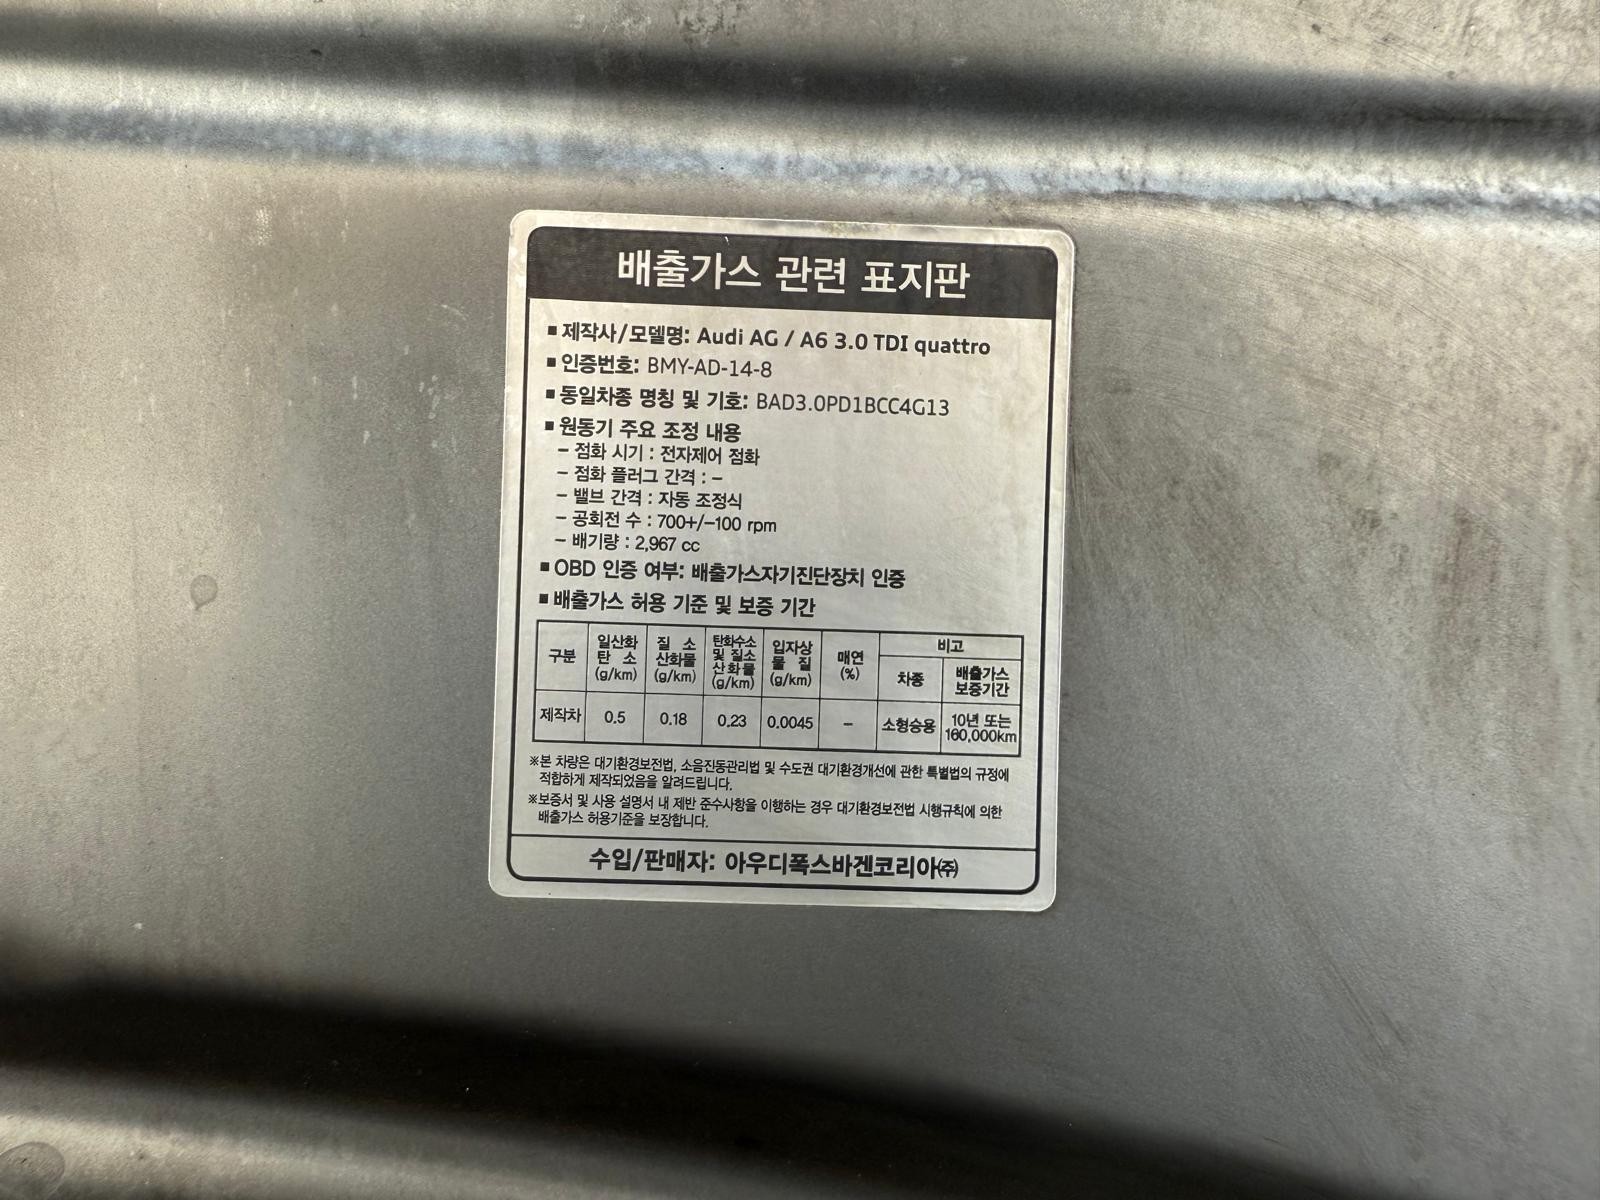 배출가스 관련 표지판
■ 제작사/모델명: Audi AG / A6 3.0 TDI quattro
■ 인증번호: BMY-AD-14-8
■ 동일차종 명칭 및 기호: BAD3.0PD1BCC4G13
■ 원동기 주요 조정 내용
– 점화 시기 : 전자제어 점화
– 점화 플러그 간격 : –
– 밸브 간격 : 자동 조정식
– 공회전 수 : 700+/–100 rpm
– 배기량 : 2,967 cc
■ OBD 인증 여부: 배출가스자기진단장치 인증
■ 배출가스 허용 기준 및 보증 기간
구분 일산화 탄 소 (g/km) 질 소 산화물 (g/km) 탄화수소 및 질소 산화물 (g/km) 입자상 물 질 (g/km) 매연 (%) 비고
차종 배출가스 보증기간
제작차 0.5 0.18 0.23 0.0045 – 소형승용 10년 또는 160,000km
※본 차량은 대기환경보전법, 소음진동관리법 및 수도권 대기환경개선에 관한 특별법의 규정에
적합하게 제작되었음을 알려드립니다.
※보증서 및 사용 설명서 내 제반 준수사항을 이행하는 경우 대기환경보전법 시행규칙에 의한
배출가스 허용기준을 보장합니다.
수입/판매자: 아우디폭스바겐코리아㈜